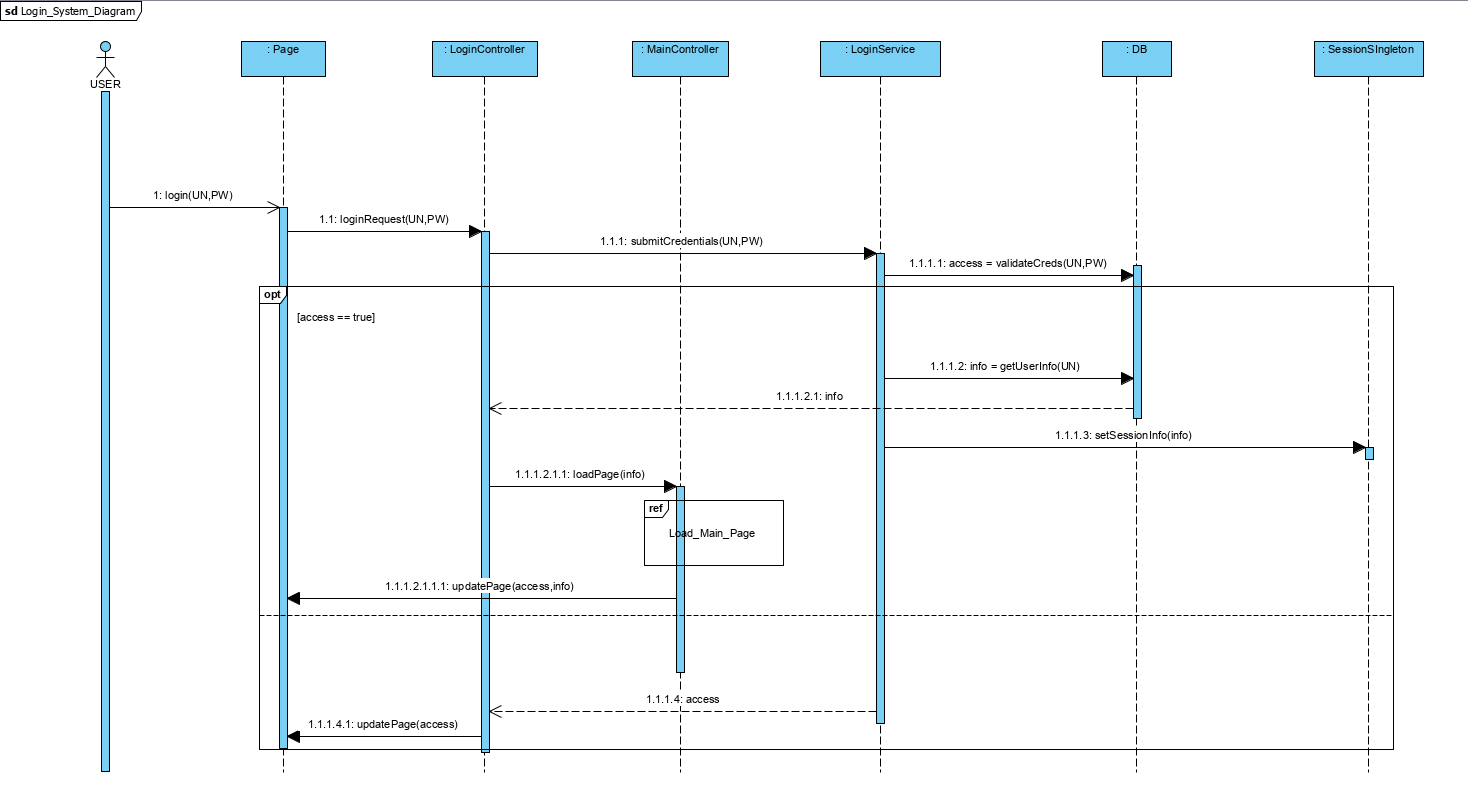 sd Login_System_Diagram
: Page
: LoginController
: MainController
: LoginService
: DB
: SessionSIngleton
USER
1: login(UN,PW)
1.1: loginRequest(UN,PW)
1.1.1: submitCredentials(UN,PW)
1.1.1.1: access = validateCreds(UN,PW)
opt
[access == true]
1.1.1.2: info = getUserInfo(UN)
1.1.1.2.1: info
1.1.1.3: setSessionInfo(info)
1.1.1.2.1.1: loadPage(info)
ref
Load_Main_Page
1.1.1.2.1.1.1: updatePage(access,info)
1.1.1.4: access
1.1.1.4.1: updatePage(access)